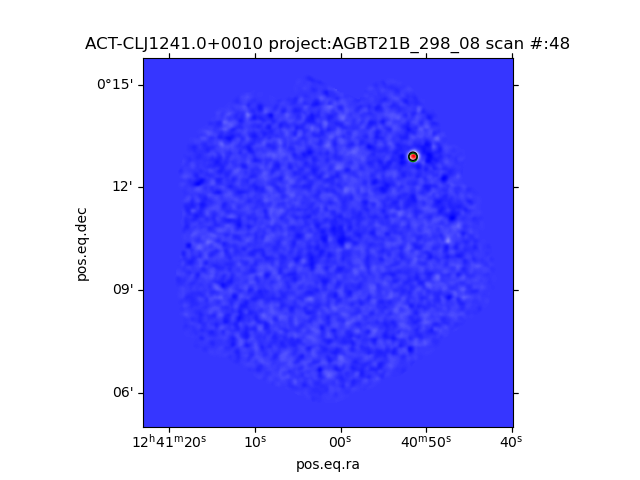 ACT-CLJ1241.0+0010 project:AGBT21B_298_08 scan #:48
0°15'
12'
09'
06'
pos.eq.dec
12ʰ41ᵐ20ˢ 10ˢ 00ˢ 40ᵐ50ˢ 40ˢ
pos.eq.ra